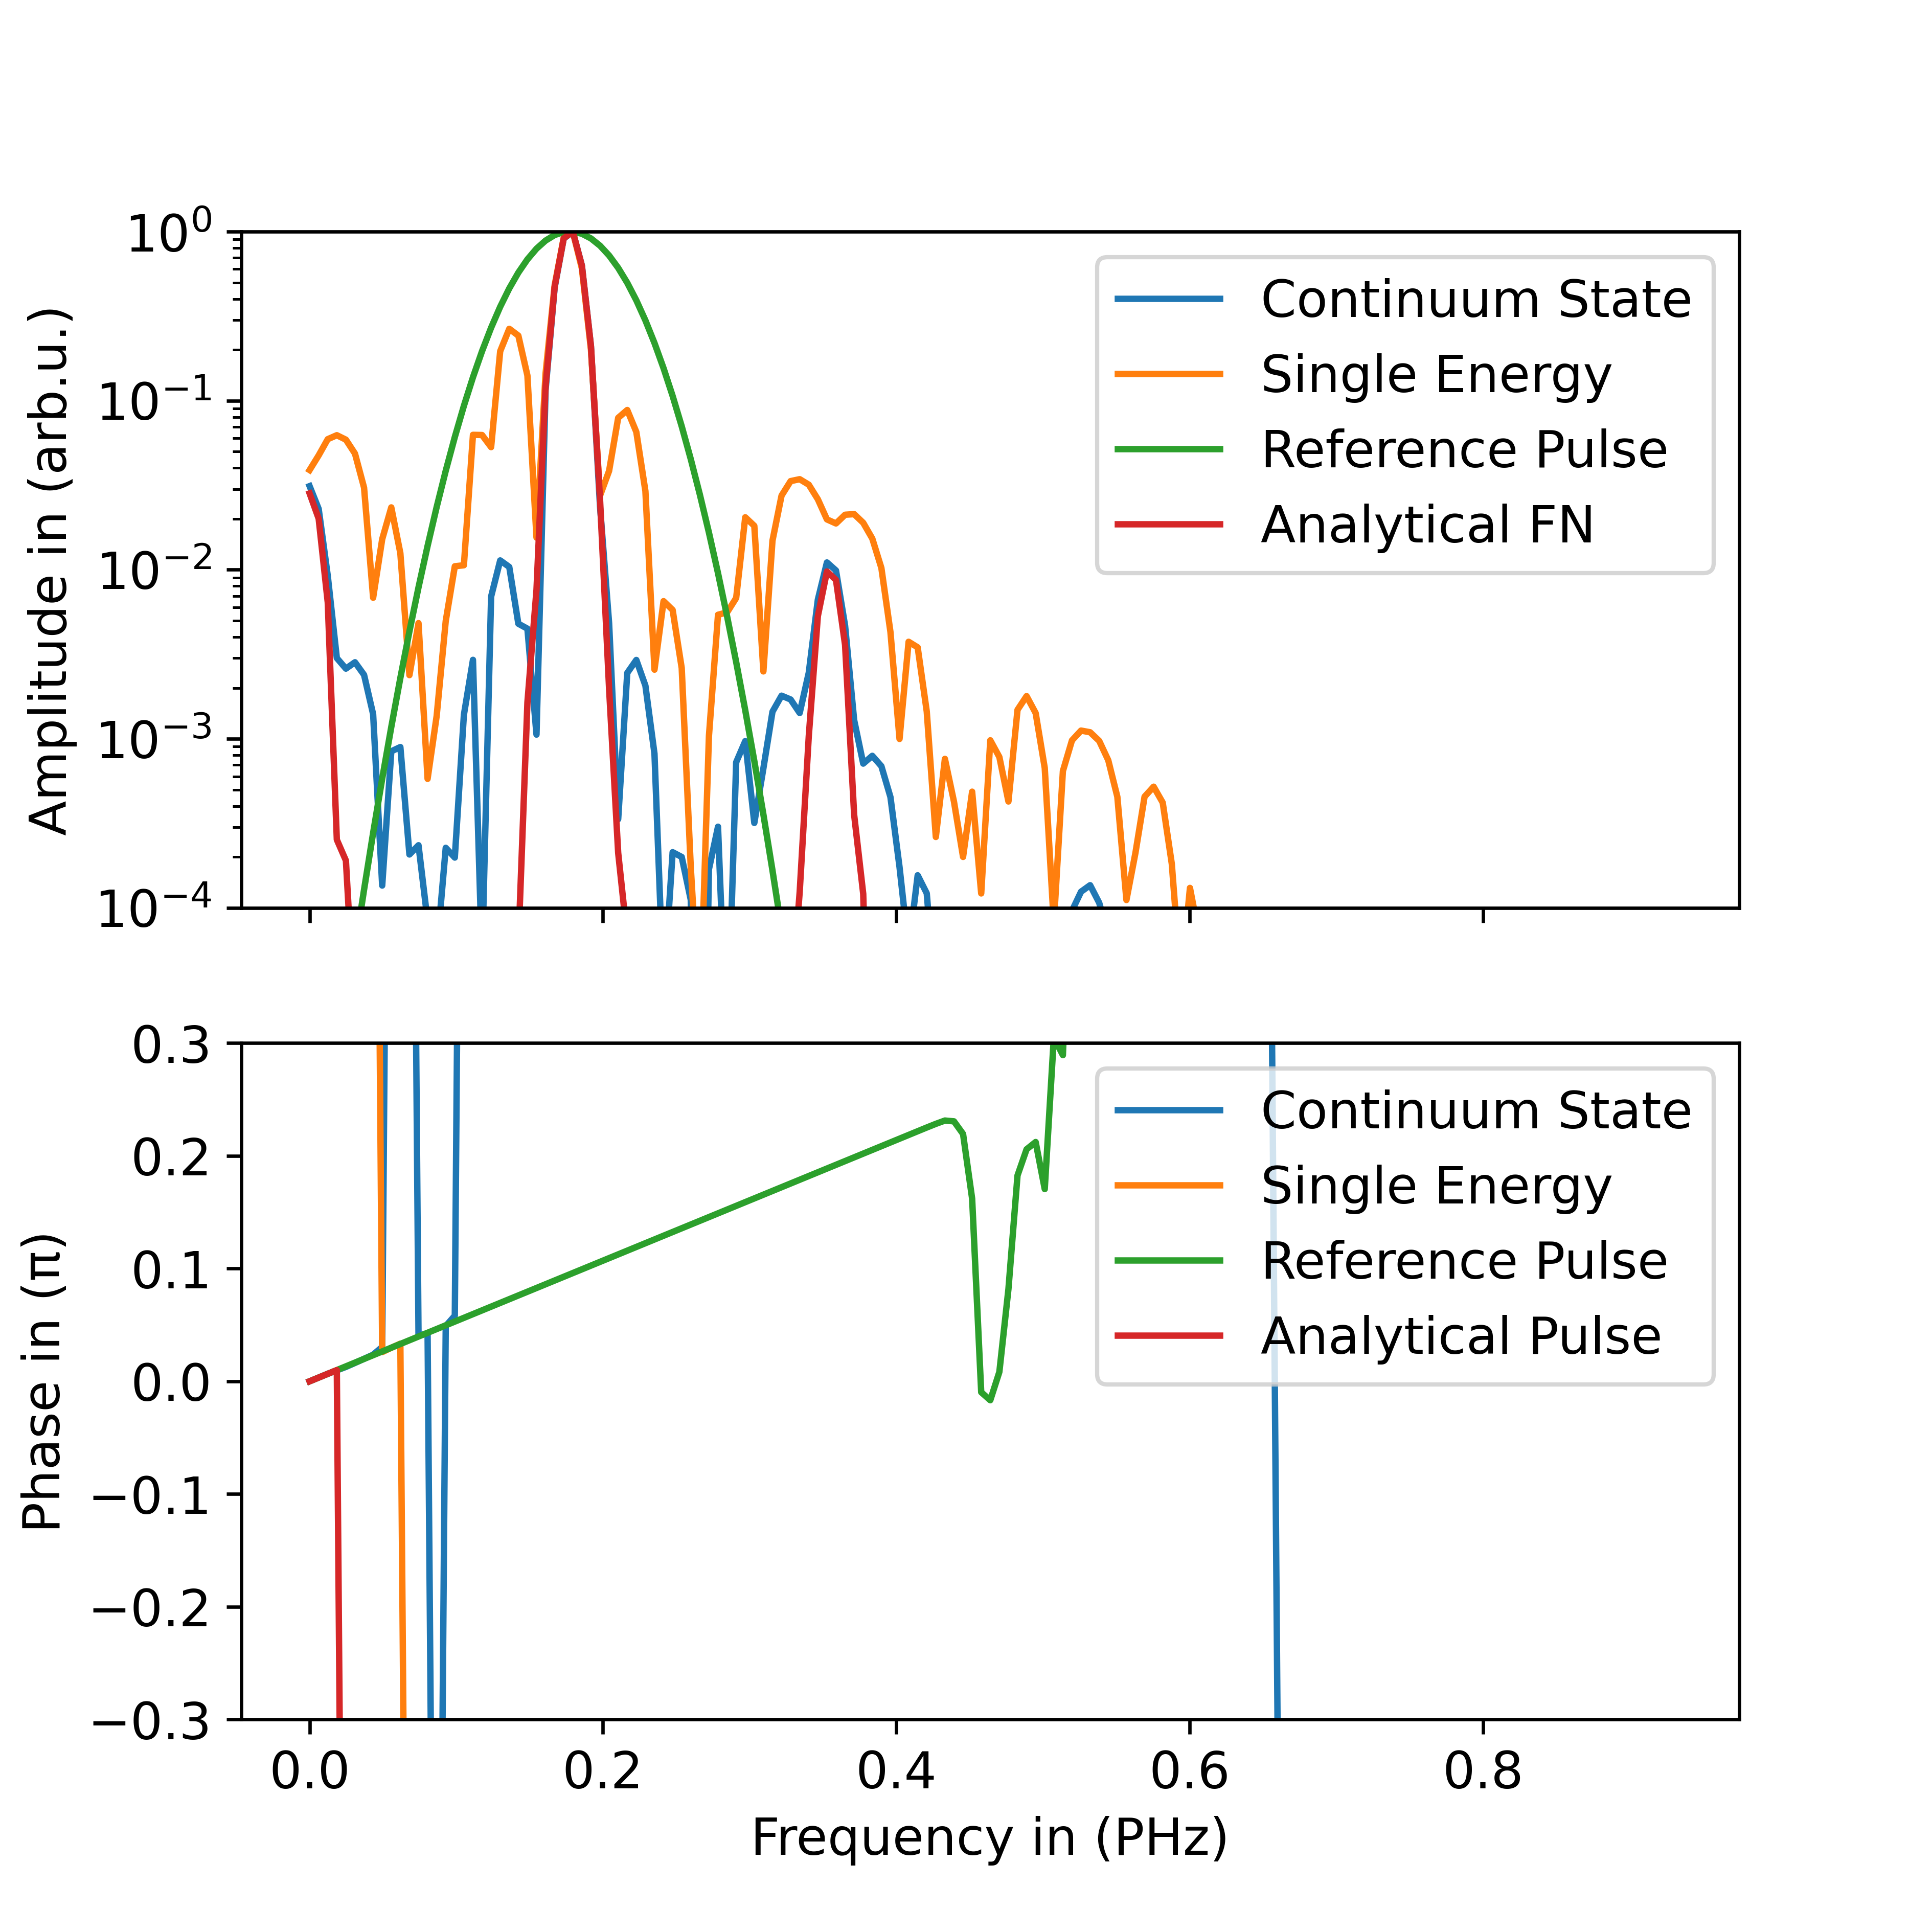 Amplitude in (arb.u.)
10⁰
10⁻¹
10⁻²
10⁻³
10⁻⁴
Continuum State
Single Energy
Reference Pulse
Analytical FN
Phase in (π)
0.3
0.2
0.1
0.0
−0.1
−0.2
−0.3
Continuum State
Single Energy
Reference Pulse
Analytical Pulse
0.0 0.2 0.4 0.6 0.8
Frequency in (PHz)